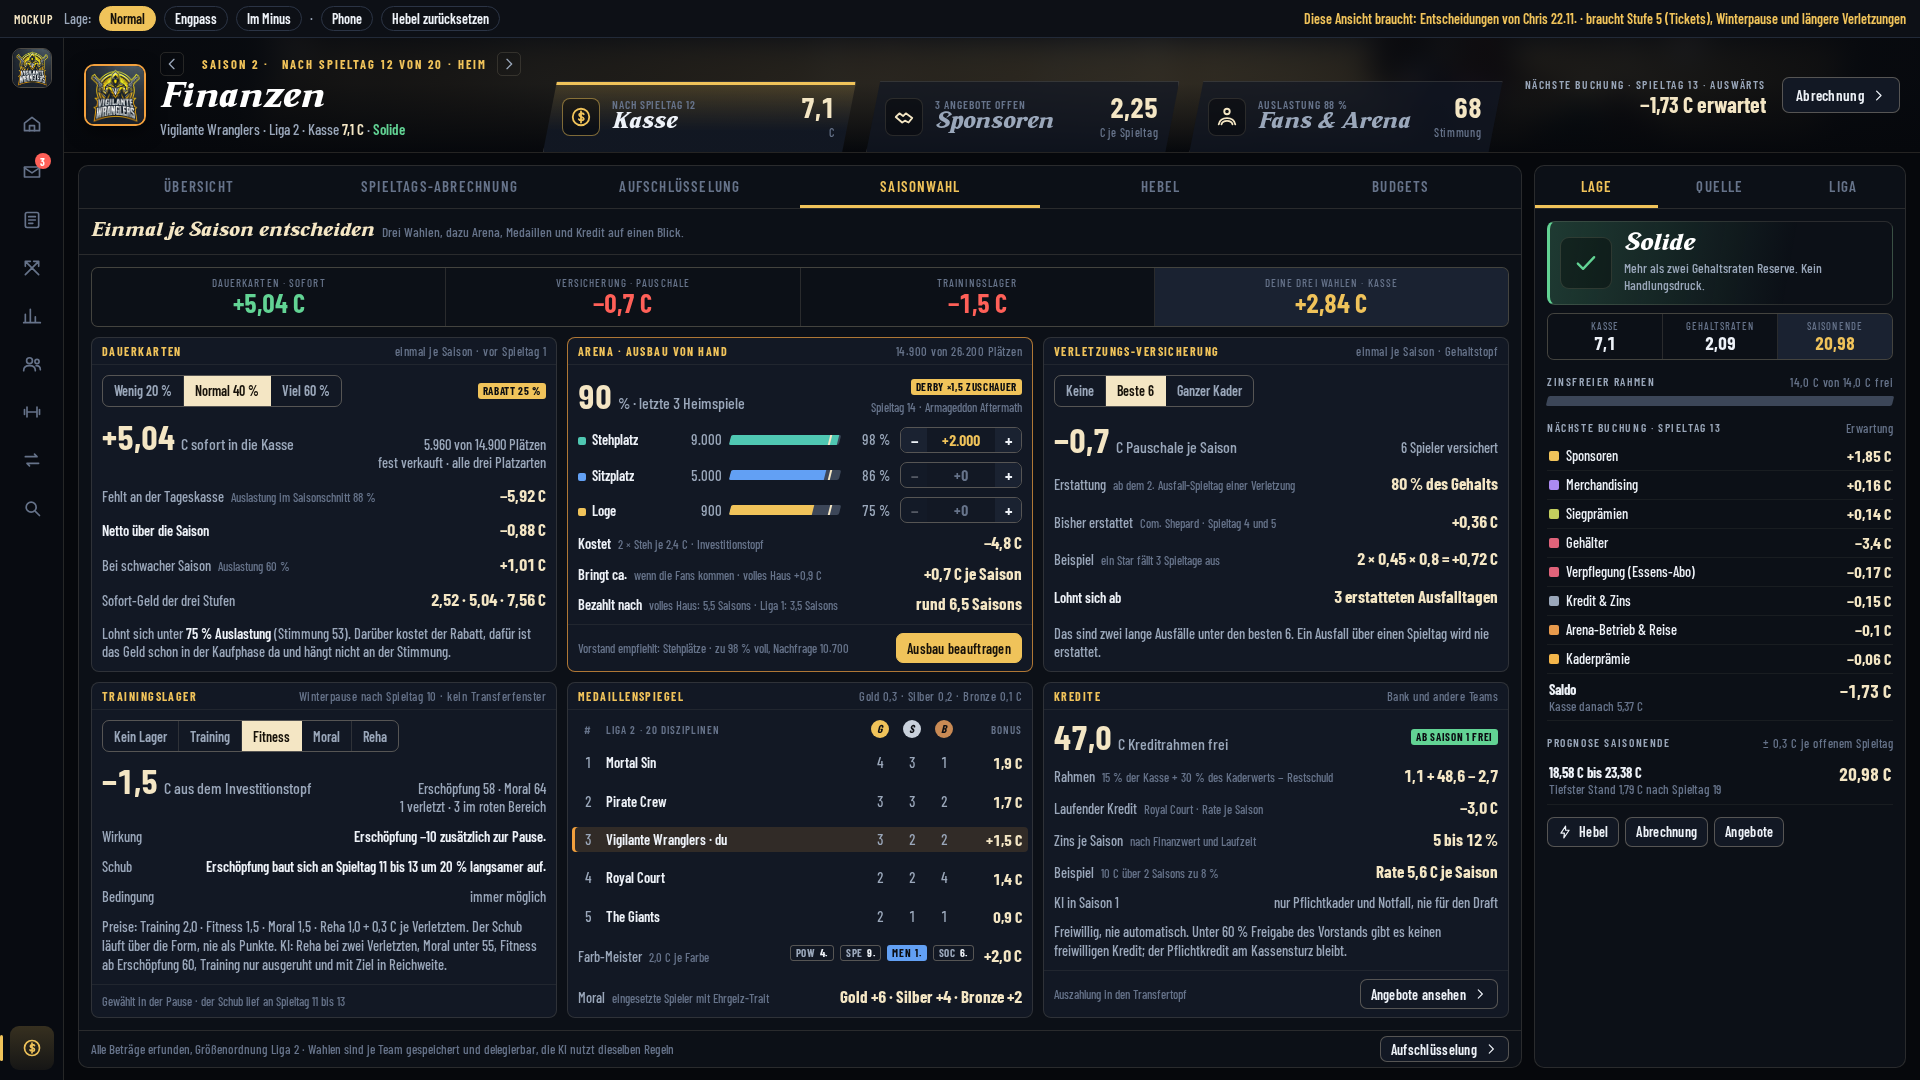 MOCKUP Lage: Normal Engpass Im Minus · Phone Hebel zurücksetzen
Diese Ansicht braucht: Entscheidungen von Chris 22.11. · braucht Stufe 5 (Tickets), Winterpause und längere Verletzungen
3
SAISON 2 · NACH SPIELTAG 12 VON 20 · HEIM
Finanzen
Vigilante Wranglers · Liga 2 · Kasse 7,1 C · Solide
NACH SPIELTAG 12
Kasse
7,1
C
3 ANGEBOTE OFFEN
Sponsoren
2,25
C je Spieltag
AUSLASTUNG 88 %
Fans & Arena
68
Stimmung
NÄCHSTE BUCHUNG · SPIELTAG 13 · AUSWÄRTS
−1,73 C erwartet
Abrechnung
ÜBERSICHT SPIELTAGS-ABRECHNUNG AUFSCHLÜSSELUNG SAISONWAHL HEBEL BUDGETS
Einmal je Saison entscheiden Drei Wahlen, dazu Arena, Medaillen und Kredit auf einen Blick.
DAUERKARTEN · SOFORT
+5,04 C
VERSICHERUNG · PAUSCHALE
−0,7 C
TRAININGSLAGER
−1,5 C
DEINE DREI WAHLEN · KASSE
+2,84 C
DAUERKARTEN einmal je Saison · vor Spieltag 1
Wenig 20 % Normal 40 % Viel 60 % RABATT 25 %
+5,04 C sofort in die Kasse
5.960 von 14.900 Plätzen
fest verkauft · alle drei Platzarten
Fehlt an der Tageskasse Auslastung im Saisonschnitt 88 % −5,92 C
Netto über die Saison −0,88 C
Bei schwacher Saison Auslastung 60 % +1,01 C
Sofort-Geld der drei Stufen 2,52 · 5,04 · 7,56 C
Lohnt sich unter 75 % Auslastung (Stimmung 53). Darüber kostet der Rabatt, dafür ist
das Geld schon in der Kaufphase da und hängt nicht an der Stimmung.
ARENA · AUSBAU VON HAND 14.900 von 26.200 Plätzen
90 % · letzte 3 Heimspiele
DERBY ×1,5 ZUSCHAUER
Spieltag 14 · Armageddon Aftermath
Stehplatz 9.000 98 % − +2.000 +
Sitzplatz 5.000 86 % − +0 +
Loge 900 75 % − +0 +
Kostet 2 × Steh je 2,4 C · Investitionstopf −4,8 C
Bringt ca. wenn die Fans kommen · volles Haus +0,9 C +0,7 C je Saison
Bezahlt nach volles Haus: 5,5 Saisons · Liga 1: 3,5 Saisons rund 6,5 Saisons
Vorstand empfiehlt: Stehplätze · zu 98 % voll, Nachfrage 10.700 Ausbau beauftragen
VERLETZUNGS-VERSICHERUNG einmal je Saison · Gehaltstopf
Keine Beste 6 Ganzer Kader
−0,7 C Pauschale je Saison 6 Spieler versichert
Erstattung ab dem 2. Ausfall-Spieltag einer Verletzung 80 % des Gehalts
Bisher erstattet Com. Shepard · Spieltag 4 und 5 +0,36 C
Beispiel ein Star fällt 3 Spieltage aus 2 × 0,45 × 0,8 = +0,72 C
Lohnt sich ab 3 erstatteten Ausfalltagen
Das sind zwei lange Ausfälle unter den besten 6. Ein Ausfall über einen Spieltag wird nie
erstattet.
TRAININGSLAGER Winterpause nach Spieltag 10 · kein Transferfenster
Kein Lager Training Fitness Moral Reha
−1,5 C aus dem Investitionstopf
Erschöpfung 58 · Moral 64
1 verletzt · 3 im roten Bereich
Wirkung Erschöpfung −10 zusätzlich zur Pause.
Schub Erschöpfung baut sich an Spieltag 11 bis 13 um 20 % langsamer auf.
Bedingung immer möglich
Preise: Training 2,0 · Fitness 1,5 · Moral 1,5 · Reha 1,0 + 0,3 C je Verletztem. Der Schub
läuft über die Form, nie als Punkte. KI: Reha bei zwei Verletzten, Moral unter 55, Fitness
ab Erschöpfung 60, Training nur ausgeruht und mit Ziel in Reichweite.
Gewählt in der Pause · der Schub lief an Spieltag 11 bis 13
MEDAILLENSPIEGEL Gold 0,3 · Silber 0,2 · Bronze 0,1 C
# LIGA 2 · 20 DISZIPLINEN G S B BONUS
1 Mortal Sin 4 3 1 1,9 C
2 Pirate Crew 3 3 2 1,7 C
3 Vigilante Wranglers · du 3 2 2 +1,5 C
4 Royal Court 2 2 4 1,4 C
5 The Giants 2 1 1 0,9 C
Farb-Meister 2,0 C je Farbe POW 4. SPE 9. MEN 1. SOC 6. +2,0 C
Moral eingesetzte Spieler mit Ehrgeiz-Trait Gold +6 · Silber +4 · Bronze +2
KREDITE Bank und andere Teams
47,0 C Kreditrahmen frei AB SAISON 1 FREI
Rahmen 15 % der Kasse + 30 % des Kaderwerts − Restschuld 1,1 + 48,6 − 2,7
Laufender Kredit Royal Court · Rate je Saison −3,0 C
Zins je Saison nach Finanzwert und Laufzeit 5 bis 12 %
Beispiel 10 C über 2 Saisons zu 8 % Rate 5,6 C je Saison
KI in Saison 1 nur Pflichtkader und Notfall, nie für den Draft
Freiwillig, nie automatisch. Unter 60 % Freigabe des Vorstands gibt es keinen
freiwilligen Kredit; der Pflichtkredit am Kassensturz bleibt.
Auszahlung in den Transfertopf Angebote ansehen
Alle Beträge erfunden, Größenordnung Liga 2 · Wahlen sind je Team gespeichert und delegierbar, die KI nutzt dieselben Regeln Aufschlüsselung
LAGE QUELLE LIGA
Solide
Mehr als zwei Gehaltsraten Reserve. Kein
Handlungsdruck.
KASSE GEHALTSRATEN SAISONENDE
7,1 2,09 20,98
ZINSFREIER RAHMEN 14,0 C von 14,0 C frei
NÄCHSTE BUCHUNG · SPIELTAG 13 Erwartung
Sponsoren +1,85 C
Merchandising +0,16 C
Siegprämien +0,14 C
Gehälter −3,4 C
Verpflegung (Essens-Abo) −0,17 C
Kredit & Zins −0,15 C
Arena-Betrieb & Reise −0,1 C
Kaderprämie −0,06 C
Saldo −1,73 C
Kasse danach 5,37 C
PROGNOSE SAISONENDE ± 0,3 C je offenem Spieltag
18,58 C bis 23,38 C 20,98 C
Tiefster Stand 1,79 C nach Spieltag 19
Hebel Abrechnung Angebote